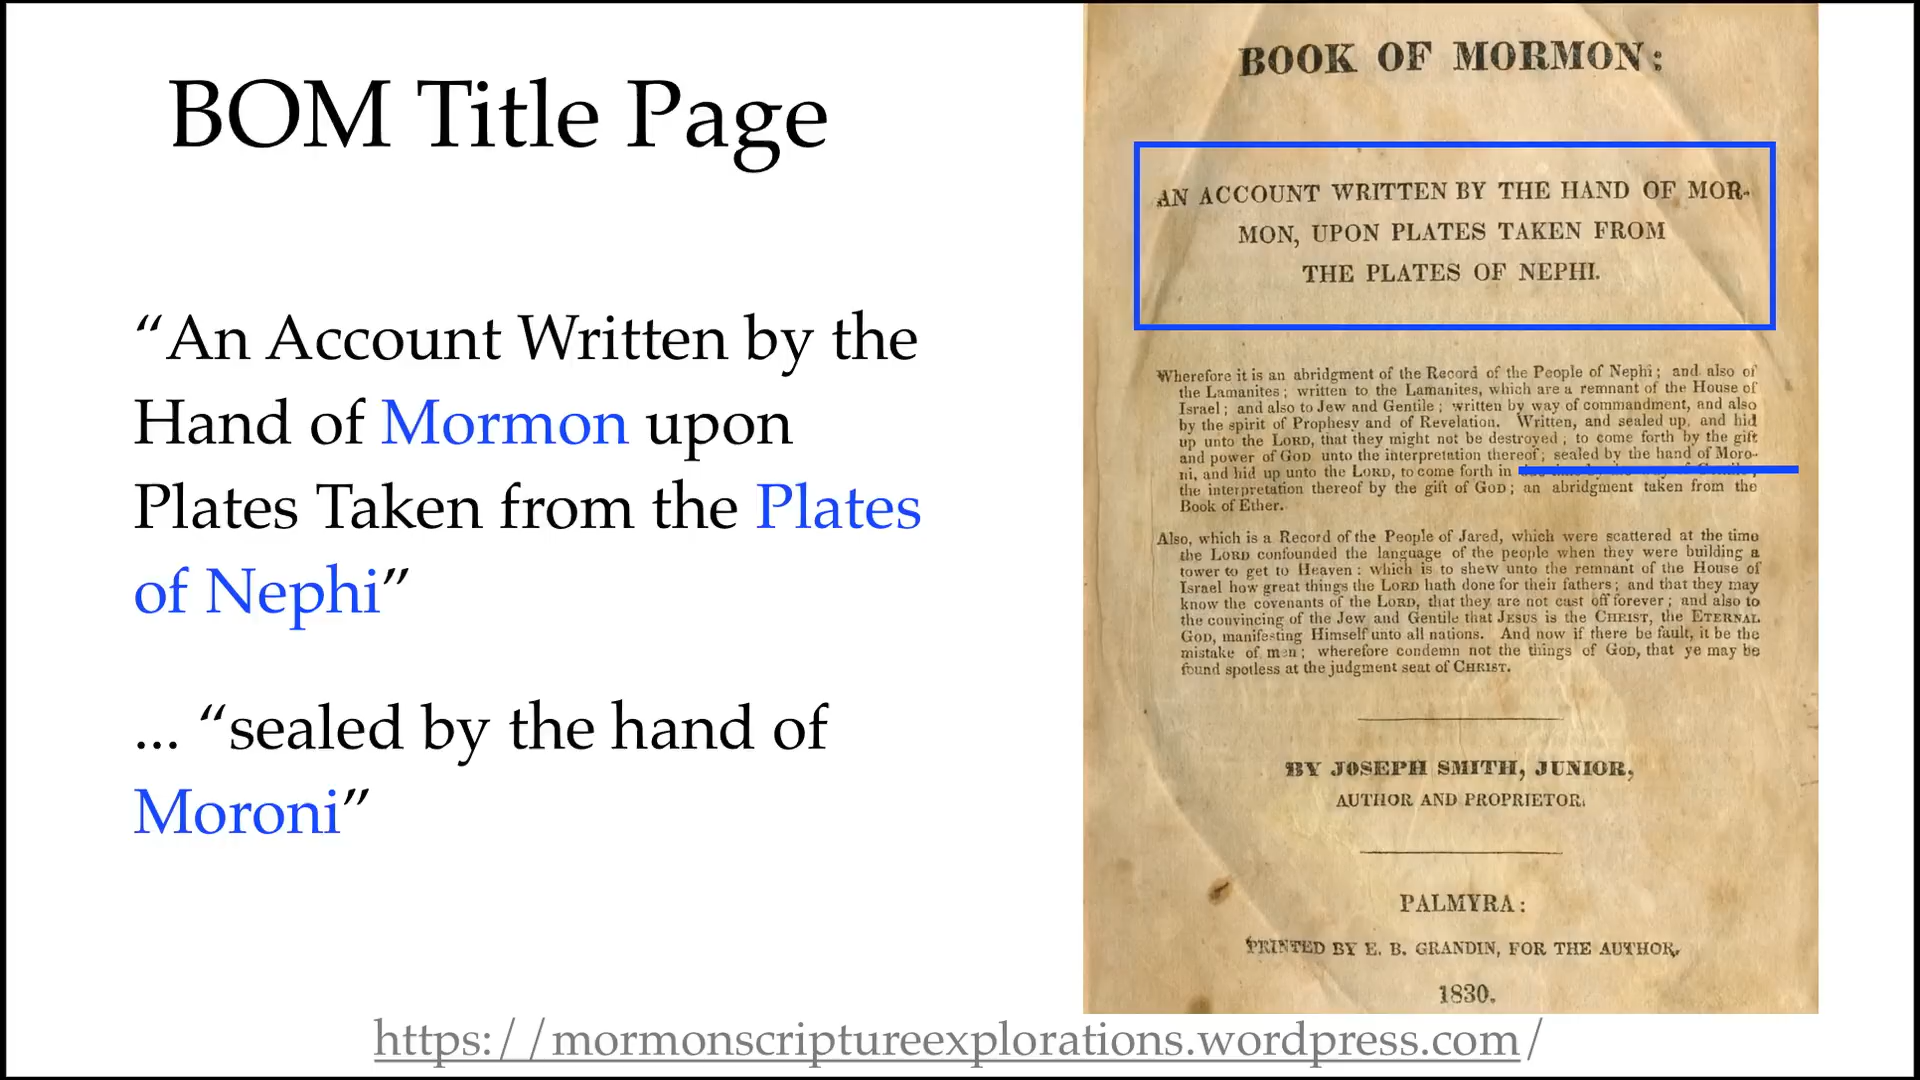 BOM Title Page
“An Account Written by the
Hand of Mormon upon
Plates Taken from the Plates
of Nephi”
... “sealed by the hand of
Moroni”
BOOK OF MORMON:
AN ACCOUNT WRITTEN BY THE HAND OF MOR-
MON, UPON PLATES TAKEN FROM
THE PLATES OF NEPHI.
Wherefore it is an abridgment of the Record of the People of Nephi; and also of
the Lamanites; written to the Lamanites, which are a remnant of the House of
Israel; and also to Jew and Gentile; written by way of commandment, and also
by the spirit of Prophesy and of Revelation. Written, and sealed up, and hid
up unto the LORD, that they might not be destroyed; to come forth by the gift
and power of GOD unto the interpretation thereof; sealed by the hand of Moro-
ni, and hid up unto the LORD, to come forth in
the interpretation thereof by the gift of GOD; an abridgment taken from the
Book of Ether.
Also, which is a Record of the People of Jared, which were scattered at the time
the LORD confounded the language of the people when they were building a
tower to get to Heaven: which is to shew unto the remnant of the House of
Israel how great things the LORD hath done for their fathers; and that they may
know the covenants of the LORD, that they are not cast off forever; and also to
the convincing of the Jew and Gentile that JESUS is the CHRIST, the ETERNAL
GOD, manifesting Himself unto all nations. And now if there be fault, it be the
mistake of men; wherefore condemn not the things of GOD, that ye may be
found spotless at the judgment seat of CHRIST.
BY JOSEPH SMITH, JUNIOR,
AUTHOR AND PROPRIETOR.
PALMYRA:
PRINTED BY E. B. GRANDIN, FOR THE AUTHOR,
1830.
https://mormonscriptureexplorations.wordpress.com/